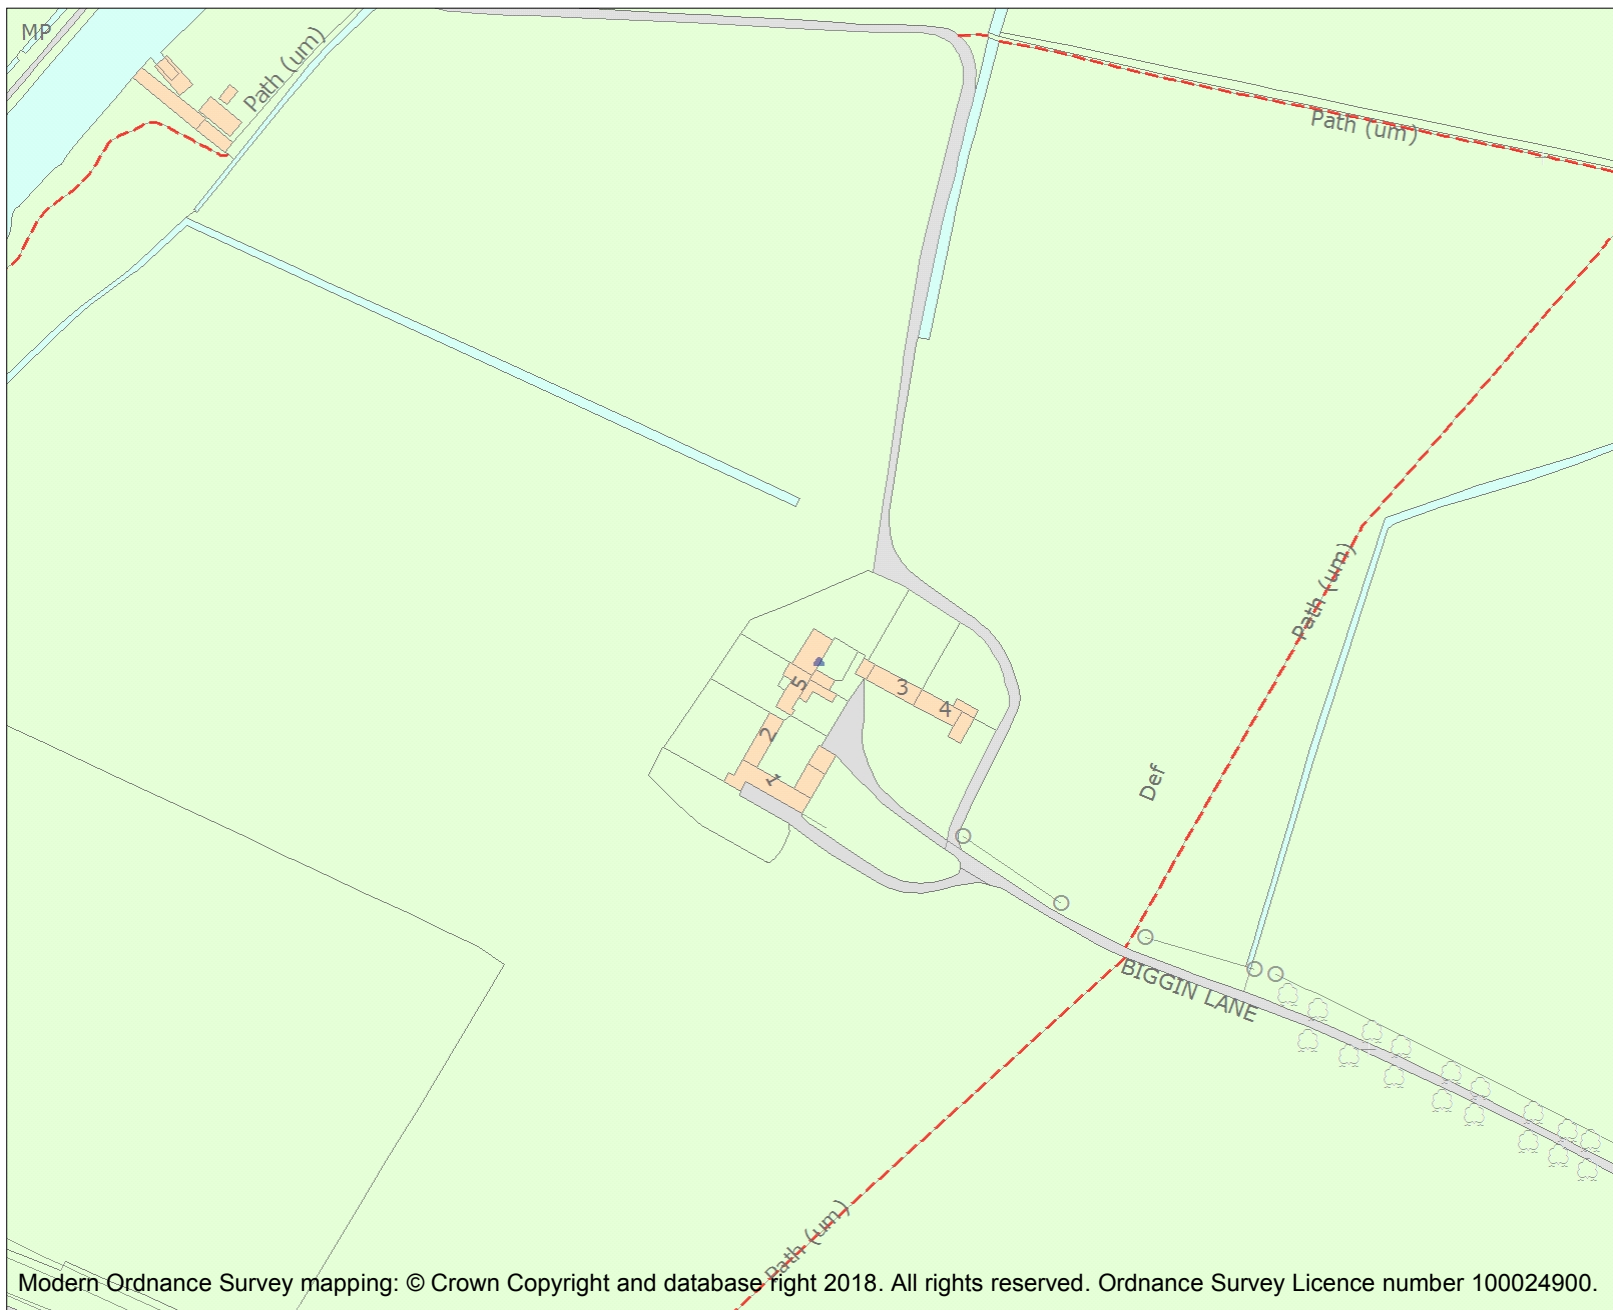 MP
Path (um)
Path (um)
Path (um)
5
3
4
2
1
Def
BIGGIN LANE
Path (um)
Modern Ordnance Survey mapping: © Crown Copyright and database right 2018. All rights reserved. Ordnance Survey Licence number 100024900.